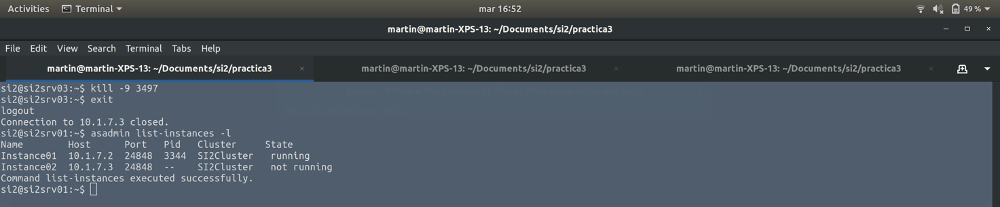 Activities Terminal mar 16:52 49 %
martin@martin-XPS-13: ~/Documents/si2/practica3
File Edit View Search Terminal Tabs Help
martin@martin-XPS-13: ~/Documents/si2/practica3 × martin@martin-XPS-13: ~/Documents/si2/practica3 × martin@martin-XPS-13: ~/Documents/si2/practica3 ×
si2@si2srv03:~$ kill -9 3497
si2@si2srv03:~$ exit
logout
Connection to 10.1.7.3 closed.
si2@si2srv01:~$ asadmin list-instances -l
Name Host Port Pid Cluster State
Instance01 10.1.7.2 24848 3344 SI2Cluster running
Instance02 10.1.7.3 24848 -- SI2Cluster not running
Command list-instances executed successfully.
si2@si2srv01:~$